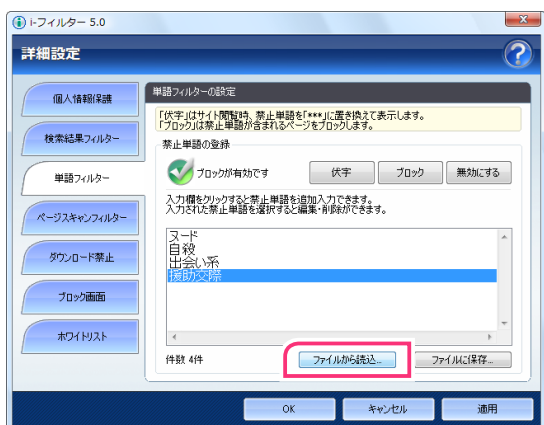 i-フィルター 5.0
詳細設定
個人情報保護
検索結果フィルター
単語フィルター
ページスキャンフィルター
ダウンロード禁止
ブロック画面
ホワイトリスト
単語フィルターの設定
「伏字」はサイト閲覧時、禁止単語を「***」に置き換えて表示します。
「ブロック」は禁止単語が含まれるページをブロックします。
禁止単語の登録
ブロックが有効です
伏字
ブロック
無効にする
入力欄をクリックすると禁止単語を追加入力できます。
入力された禁止単語を選択すると編集・削除ができます。
ヌード
自殺
出会い系
援助交際
件数 4件
ファイルから読込...
ファイルに保存...
OK
キャンセル
適用